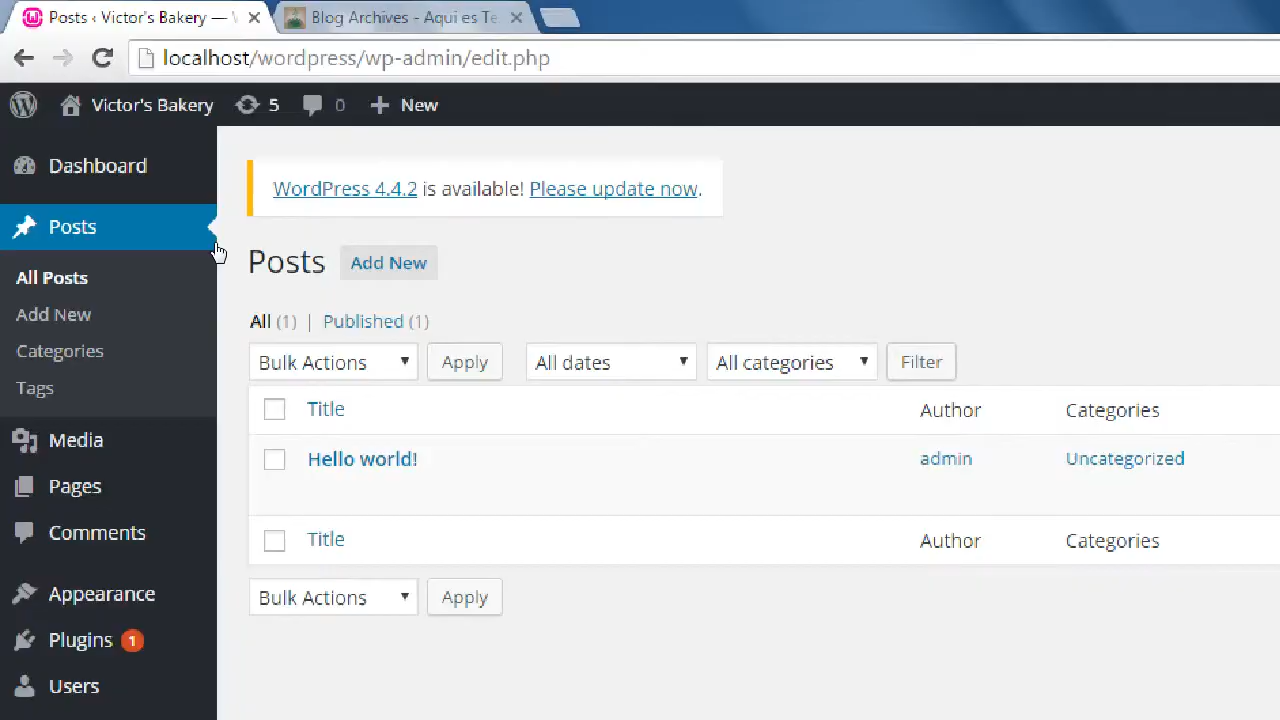 Posts ‹ Victor's Bakery —
Blog Archives - Aqui es Te
localhost/wordpress/wp-admin/edit.php
Victor's Bakery 5 0 New
Dashboard
Posts
All Posts
Add New
Categories
Tags
Media
Pages
Comments
Appearance
Plugins 1
Users
WordPress 4.4.2 is available! Please update now.
Posts Add New
All (1) | Published (1)
Bulk Actions Apply All dates All categories Filter
Title Author Categories
Hello world! admin Uncategorized
Title Author Categories
Bulk Actions Apply